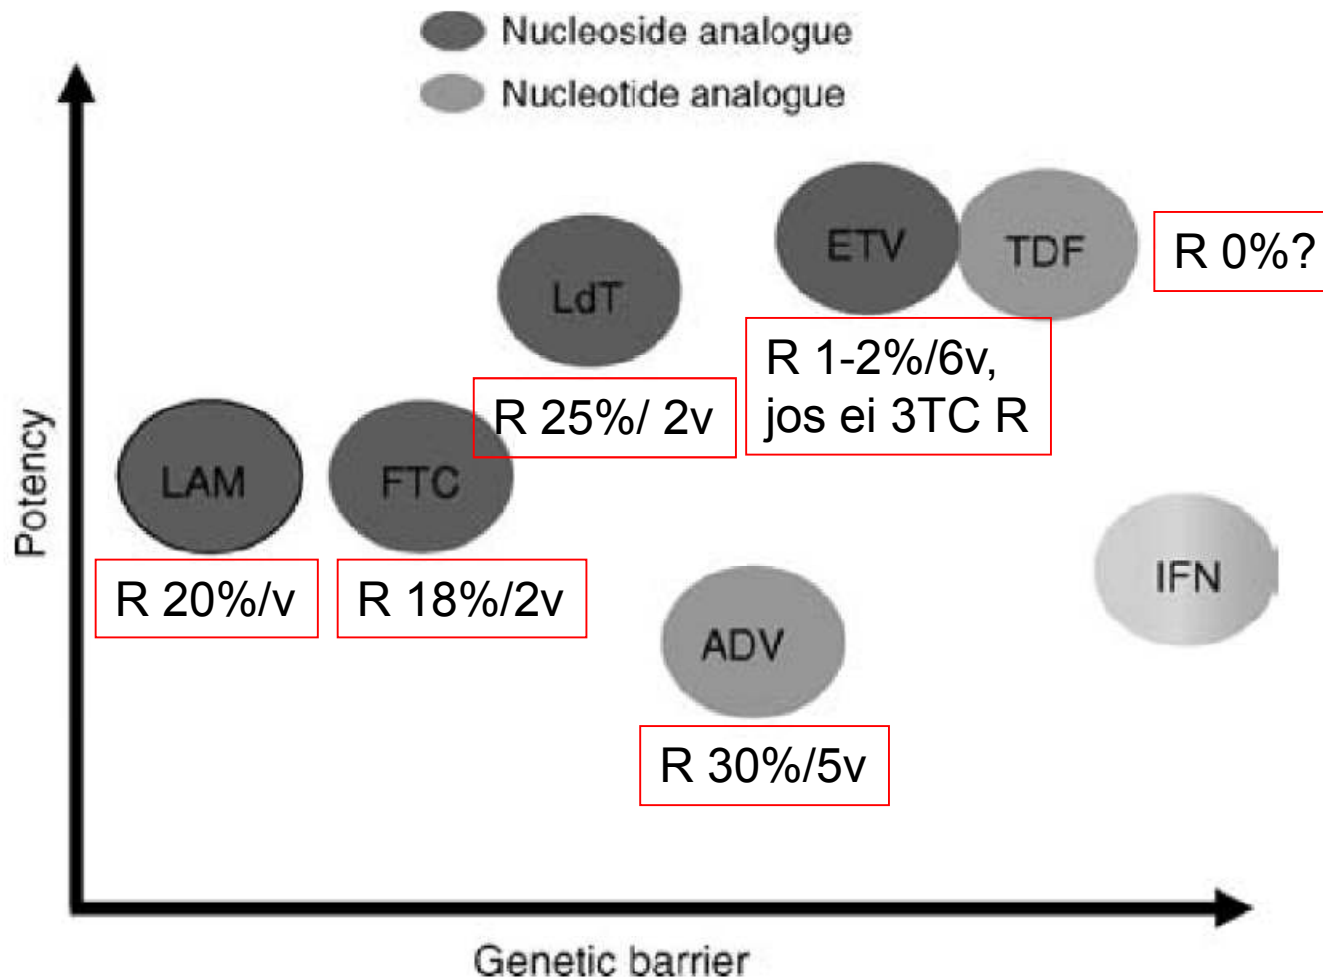 Nucleoside analogue
Nucleotide analogue
ETV
TDF
R 0%?
LdT
R 1-2%/6v,
jos ei 3TC R
R 25%/ 2v
Potency
LAM
FTC
IFN
R 20%/v
R 18%/2v
ADV
R 30%/5v
Genetic barrier